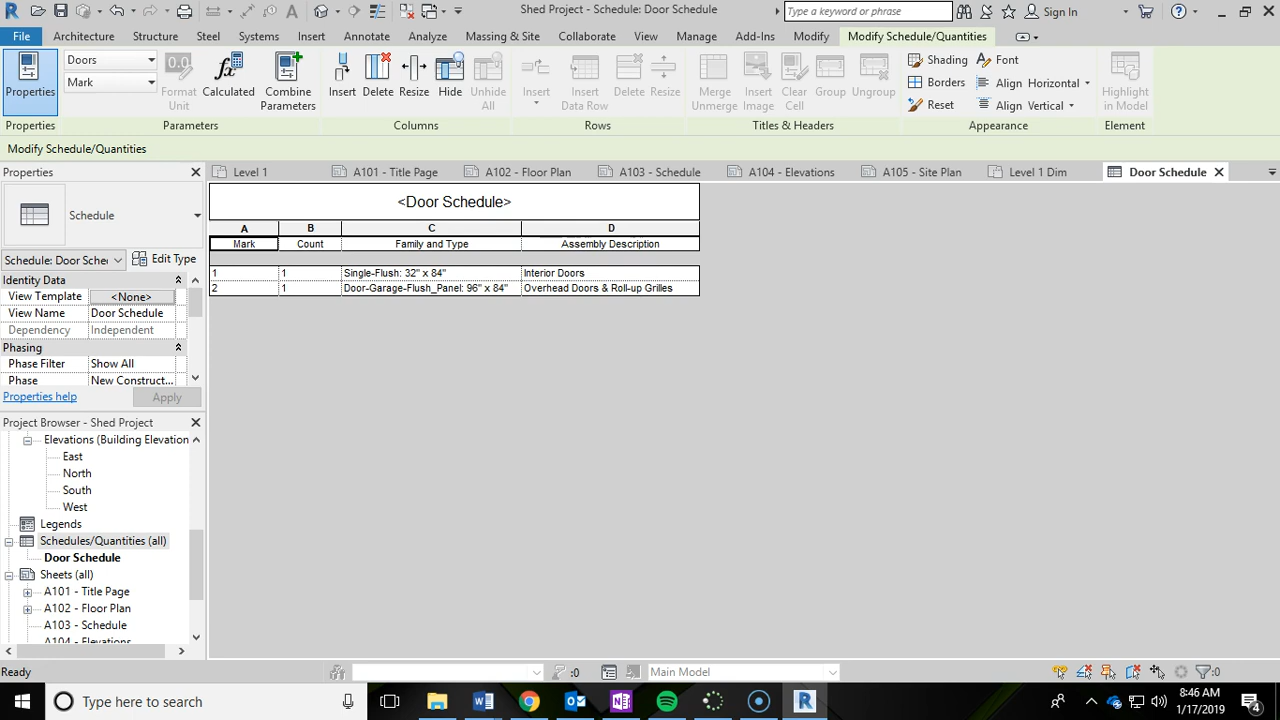 Shed Project - Schedule: Door Schedule
Type a keyword or phrase
Sign In
File Architecture Structure Steel Systems Insert Annotate Analyze Massing & Site Collaborate View Manage Add-Ins Modify Modify Schedule/Quantities
Properties
Doors
Mark
Format Unit
Calculated
Combine Parameters
Insert
Delete
Resize
Hide
Unhide All
Insert
Insert Data Row
Delete
Resize
Merge Unmerge
Insert Image
Clear Cell
Group
Ungroup
Shading
Borders
Reset
Font
Align Horizontal
Align Vertical
Highlight in Model
Properties Parameters Columns Rows Titles & Headers Appearance Element
Modify Schedule/Quantities
Properties
Level 1 A101 - Title Page A102 - Floor Plan A103 - Schedule A104 - Elevations A105 - Site Plan Level 1 Dim Door Schedule
Schedule
Schedule: Door Sche
Edit Type
Identity Data
View Template <None>
View Name Door Schedule
Dependency Independent
Phasing
Phase Filter Show All
Phase New Construct...
Properties help
Apply
<Door Schedule>
A B C D
Mark Count Family and Type Assembly Description
1 1 Single-Flush: 32" x 84" Interior Doors
2 1 Door-Garage-Flush_Panel: 96" x 84" Overhead Doors & Roll-up Grilles
Project Browser - Shed Project
Elevations (Building Elevation
East
North
South
West
Legends
Schedules/Quantities (all)
Door Schedule
Sheets (all)
A101 - Title Page
A102 - Floor Plan
A103 - Schedule
A104 - Elevations
Ready
:0
Main Model
:0
Type here to search
8:46 AM
1/17/2019
4